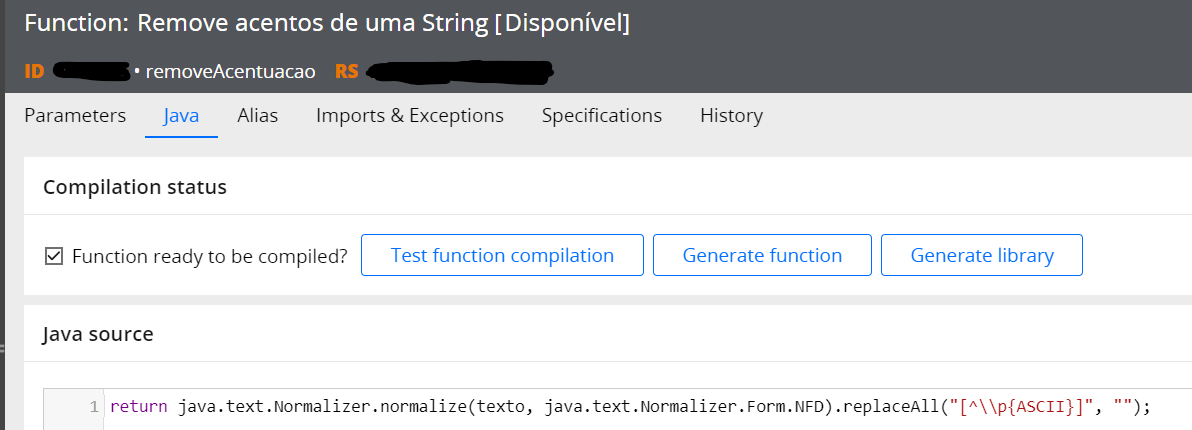 Function: Remove acentos de uma String [Disponível]
ID • removeAcentuacao RS
Parameters Java Alias Imports & Exceptions Specifications History
Compilation status
Function ready to be compiled? Test function compilation Generate function Generate library
Java source
1 return java.text.Normalizer.normalize(texto, java.text.Normalizer.Form.NFD).replaceAll("[^\\p{ASCII}]", "");